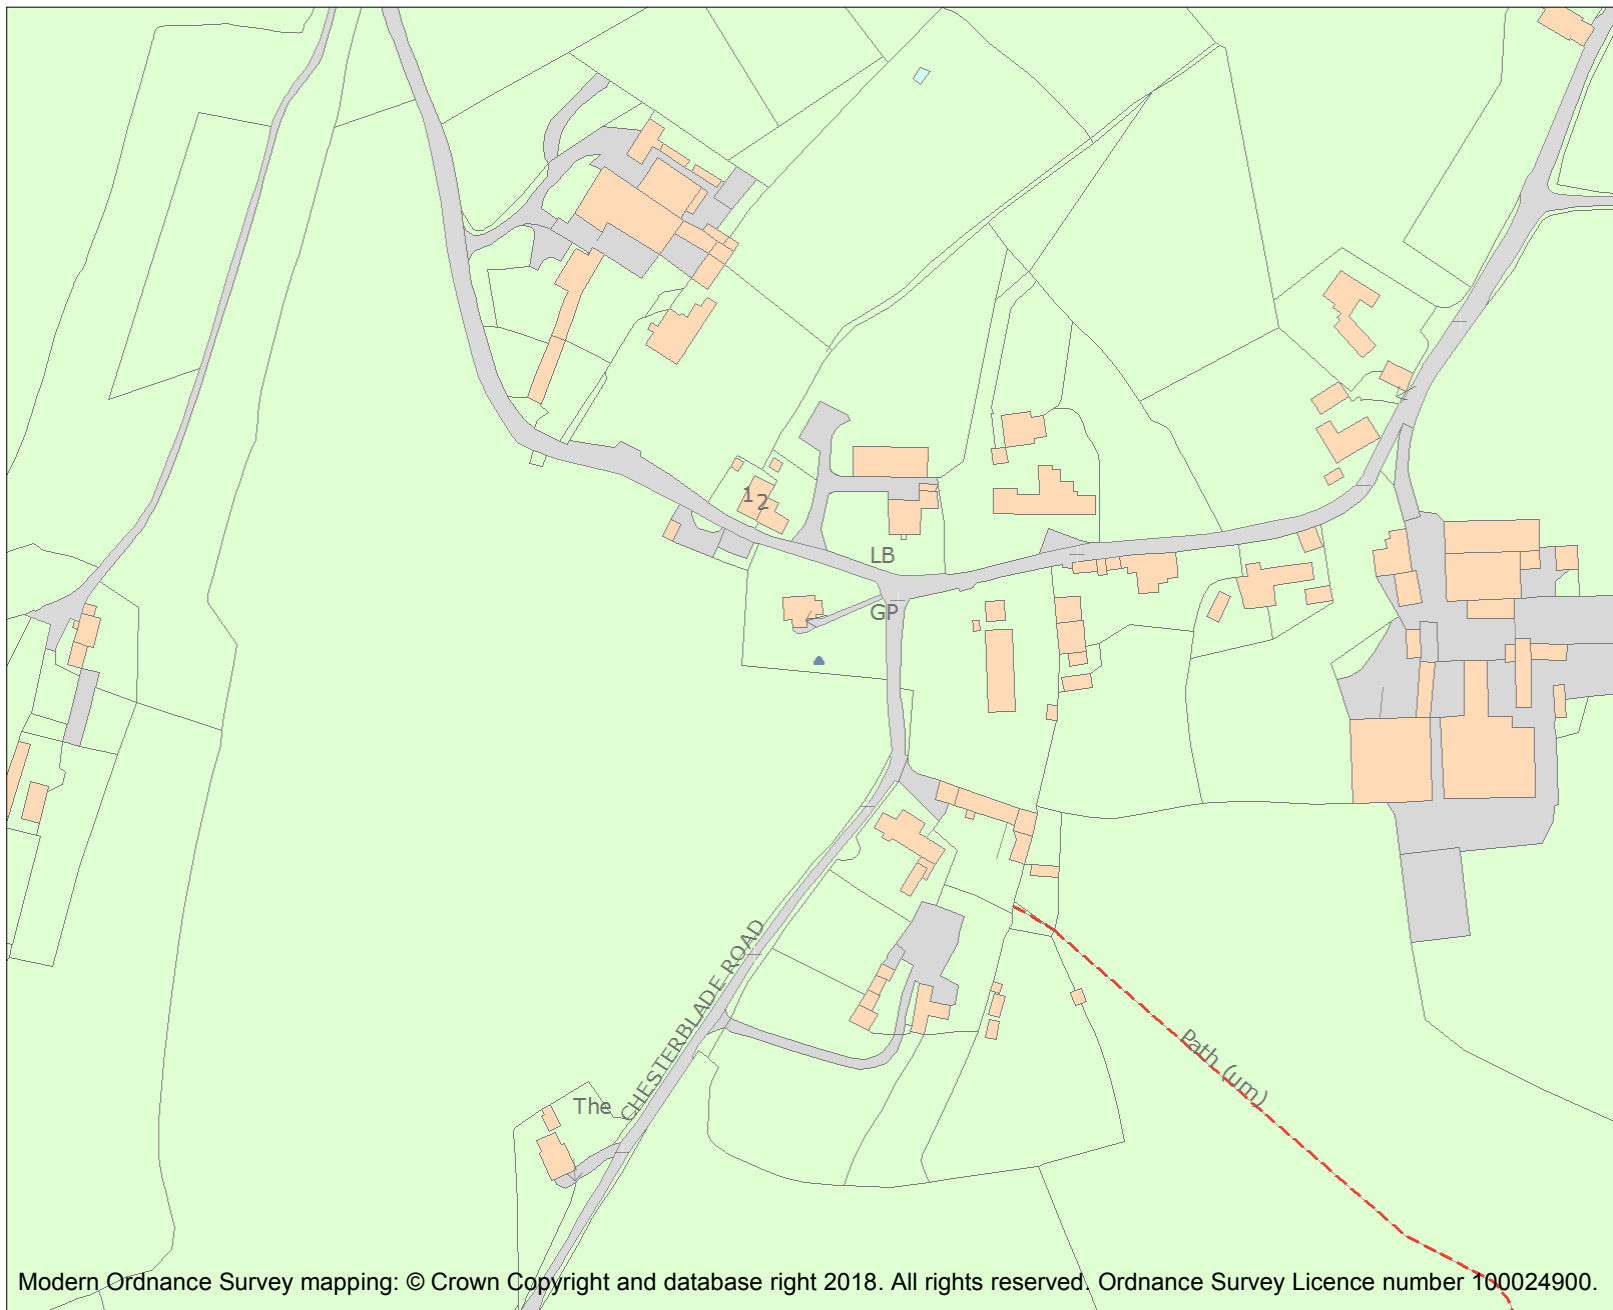 1
2
LB
GP
CHESTERBLADE ROAD
Path (um)
The
Modern Ordnance Survey mapping: © Crown Copyright and database right 2018. All rights reserved. Ordnance Survey Licence number 100024900.